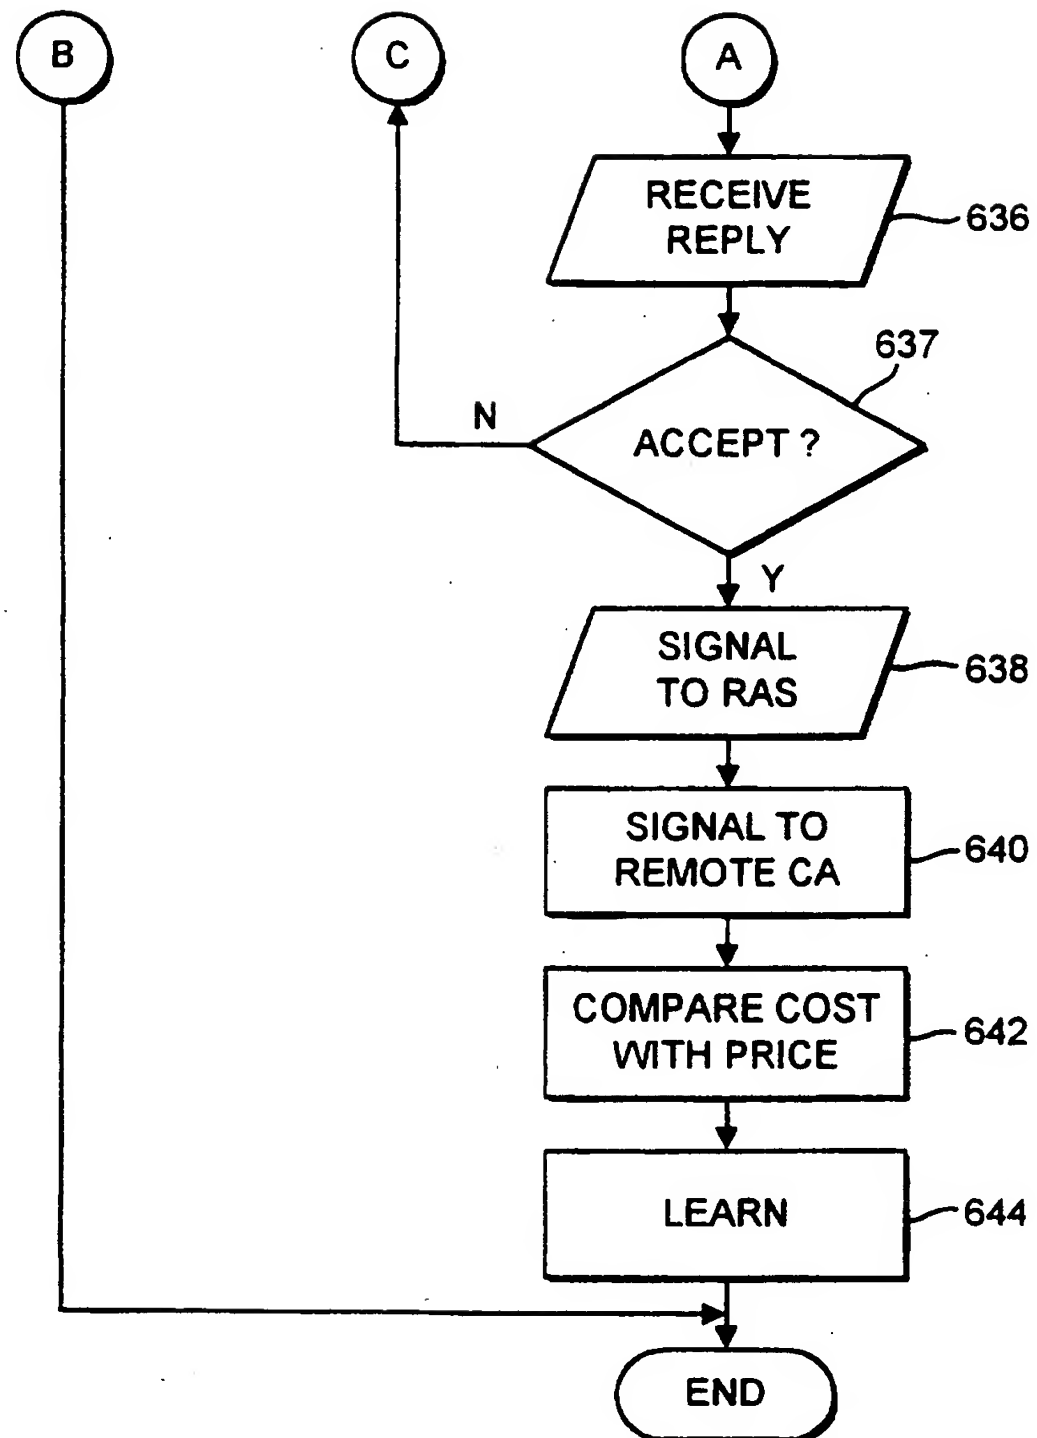 B
C
A
RECEIVE
REPLY
636
637
N
ACCEPT ?
Y
SIGNAL
TO RAS
638
SIGNAL TO
REMOTE CA
640
COMPARE COST
WITH PRICE
642
LEARN
644
END